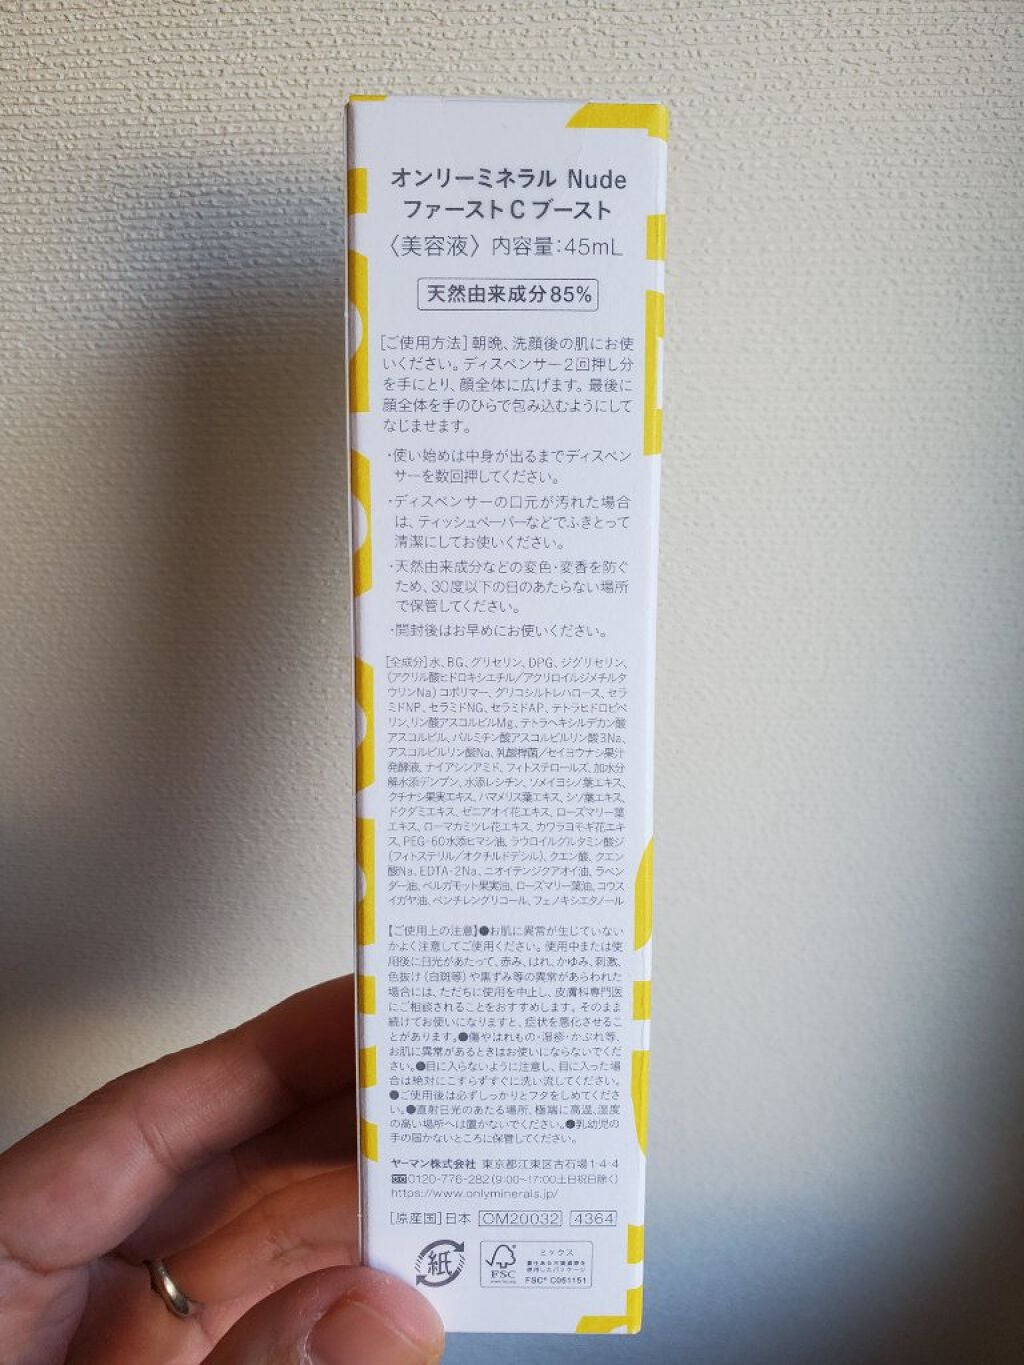 オンリーミネラル Nude
ファースト C ブースト
〈美容液〉内容量:45mL
天然由来成分85%
[ご使用方法]朝晩、洗顔後の肌にお使
いください。ディスペンサー2回押し分
を手にとり、顔全体に広げます。最後に
顔全体を手のひらで包み込むようにして
なじませます。
・使い始めは中身が出るまでディスペン
サーを数回押してください。
・ディスペンサーの口元が汚れた場合
は、ティッシュペーパーなどでふきとって
清潔にしてお使いください。
・天然由来成分などの変色・変香を防ぐ
ため、30度以下の日のあたらない場所
で保管してください。
・開封後はお早めにお使いください。
[全成分]水、BG、グリセリン、DPG、ジグリセリン、
(アクリル酸ヒドロキシエチル/アクリロイルジメチルタ
ウリンNa)コポリマー、グリコシルトレハロース、セラ
ミドNP、セラミドNG、セラミドAP、テトラヒドロピペ
リン、リン酸アスコルビルMg、テトラヘキシルデカン酸
アスコルビル、パルミチン酸アスコルビルリン酸3Na、
アスコルビルリン酸Na、乳酸桿菌/セイヨウナシ果汁
発酵液、ナイアシンアミド、フィトステロールズ、加水分
解水添デンプン、水添レシチン、ソメイヨシノ葉エキス、
クチナシ果実エキス、ハマメリス葉エキス、シソ葉エキス、
ドクダミエキス、ゼニアオイ花エキス、ローズマリー葉
エキス、ローマカミツレ花エキス、カワラヨモギ花エキ
ス、PEG-60水添ヒマシ油、ラウロイルグルタミン酸ジ
(フィトステリル/オクチルドデシル)、クエン酸、クエン
酸Na、EDTA-2Na、ニオイテンジクアオイ油、ラベン
ダー油、ベルガモット果実油、ローズマリー葉油、コウス
イガヤ油、ペンチレングリコール、フェノキシエタノール
【ご使用上の注意】●お肌に異常が生じていない
かよく注意してご使用ください。使用中または使
用後に日光があたって、赤み、はれ、かゆみ、刺激、
色抜け(白斑等)や黒ずみ等の異常があらわれた
場合には、ただちに使用を中止し、皮膚科専門医
にご相談されることをおすすめします。そのまま
続けてお使いになりますと、症状を悪化させるこ
とがあります。●傷やはれもの・湿疹・かぶれ等、
お肌に異常があるときはお使いにならないでくだ
さい。●目に入らないように注意し、目に入った場
合は絶対にこすらずすぐに洗い流してください。
●ご使用後は必ずしっかりとフタをしめてくださ
い。●直射日光のあたる場所、極端に高温、湿度
の高い場所へは置かないでください。●乳幼児の
手の届かないところに保管してください。
ヤーマン株式会社 東京都江東区古石場1-4-4
0120-776-282(9:00~17:00土日祝日除く)
https://www.onlyminerals.jp/
[原産国]日本 OM20032 4364
紙
FSC
ミックス
責任ある木質資源を
使用したパッケージ
FSC® C051151